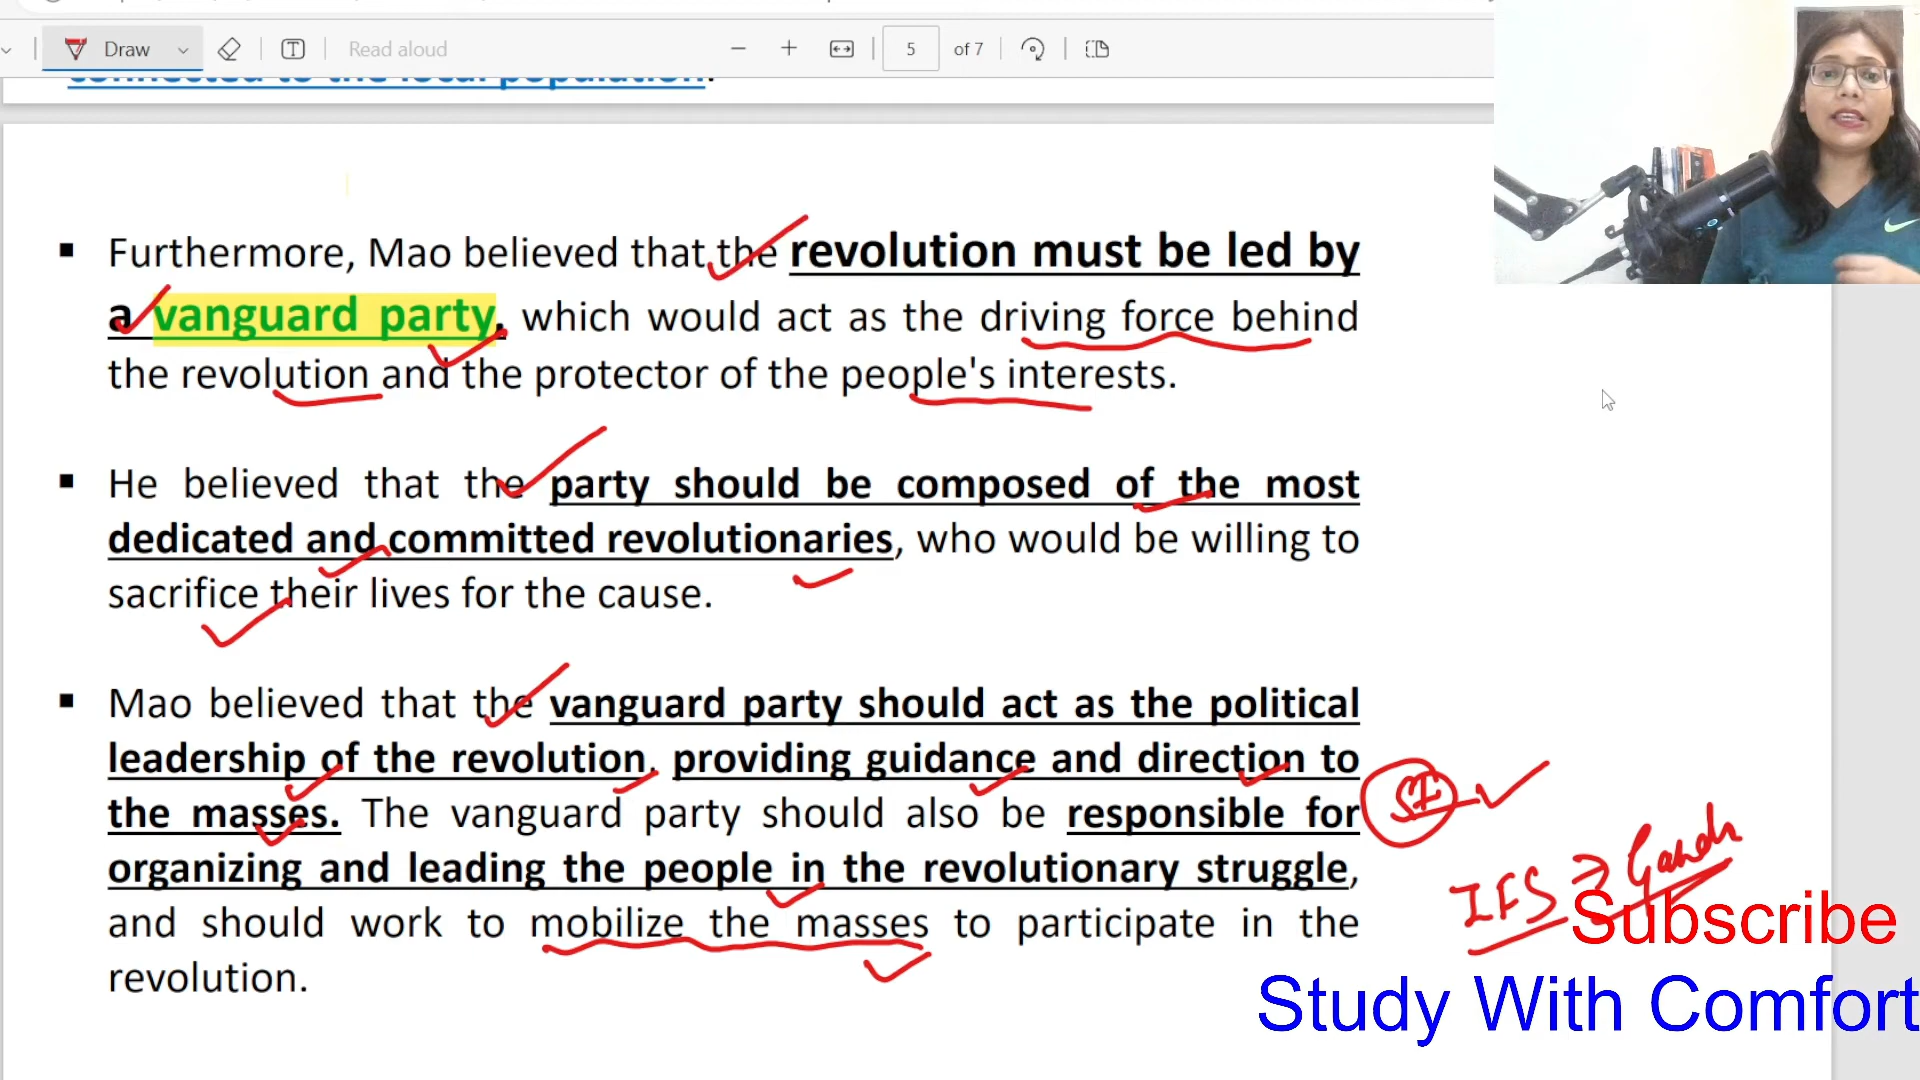 Draw
Read aloud
5 of 7
connected to the local population.
▪ Furthermore, Mao believed that the revolution must be led by
a vanguard party, which would act as the driving force behind
the revolution and the protector of the people's interests.
▪ He believed that the party should be composed of the most
dedicated and committed revolutionaries, who would be willing to
sacrifice their lives for the cause.
▪ Mao believed that the vanguard party should act as the political
leadership of the revolution, providing guidance and direction to
the masses. The vanguard party should also be responsible for
organizing and leading the people in the revolutionary struggle,
and should work to mobilize the masses to participate in the
revolution.
Subscribe
Study With Comfort